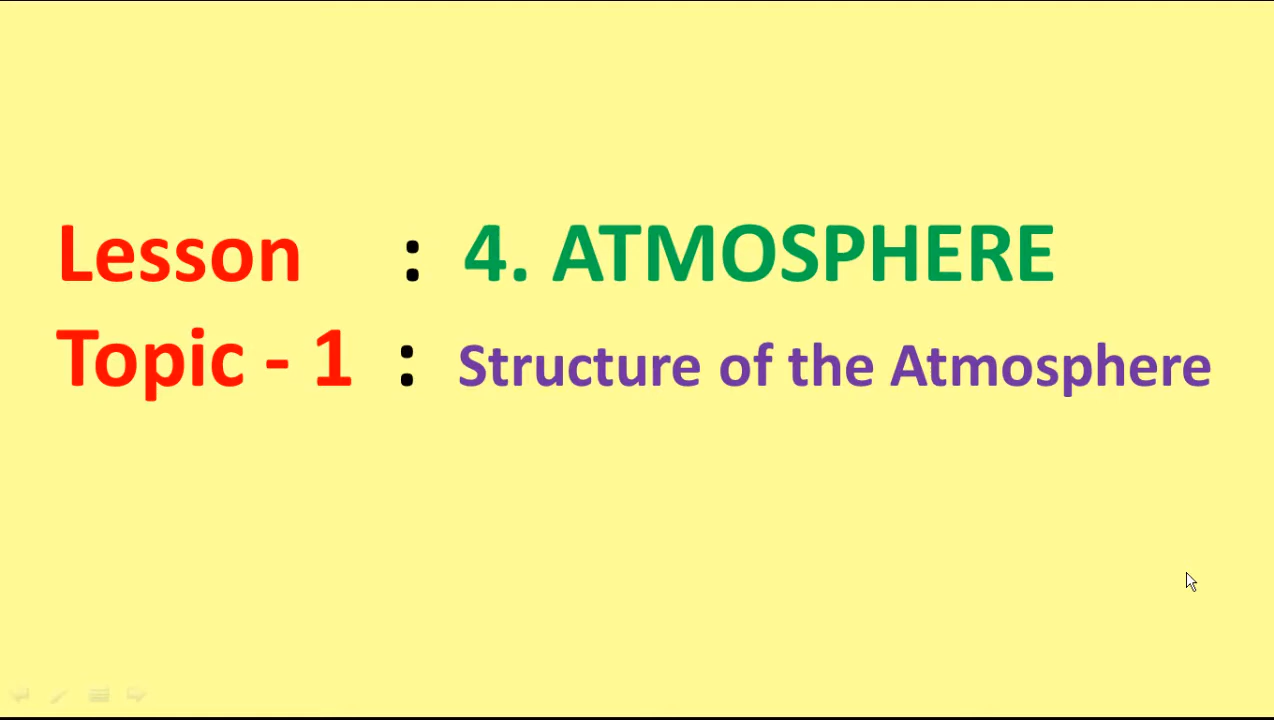 Lesson : 4. ATMOSPHERE
Topic - 1 : Structure of the Atmosphere